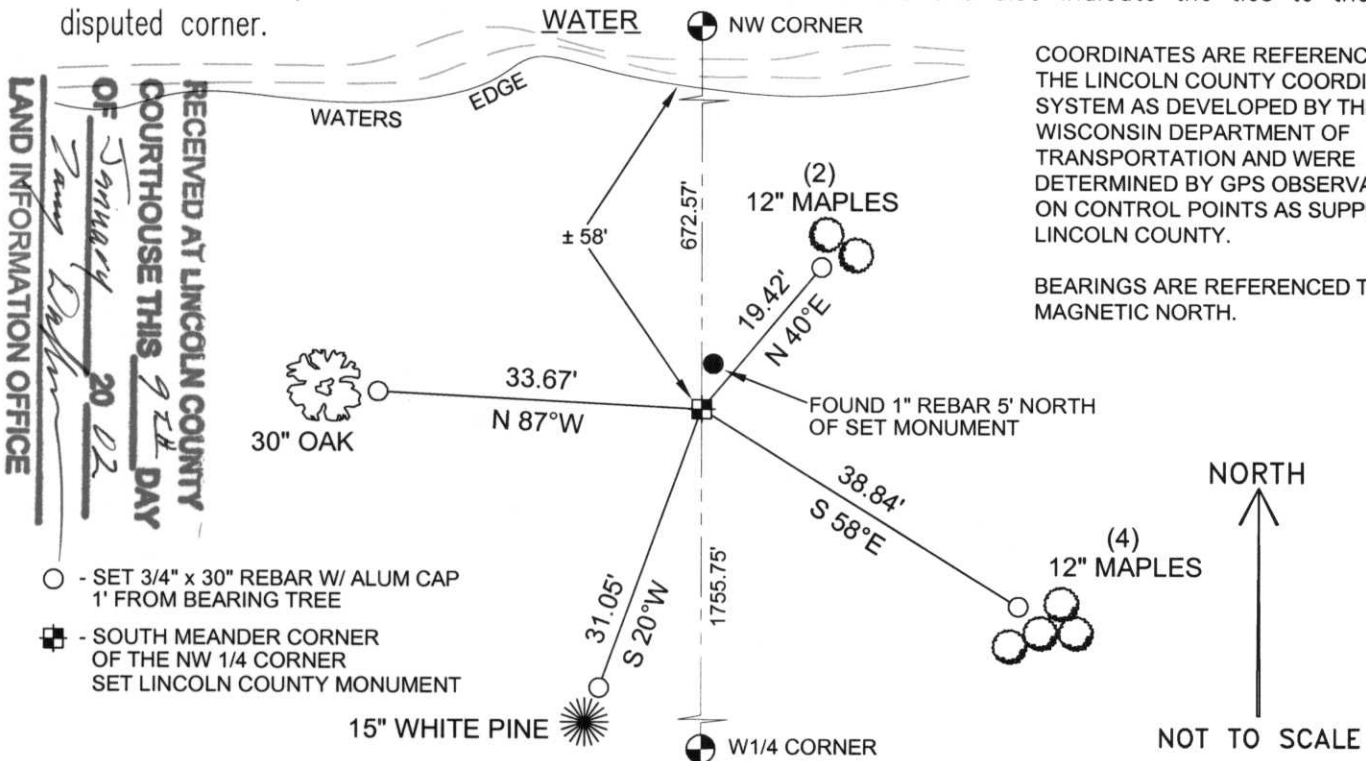 disputed corner.
WATER
NW CORNER
WATERS EDGE
COORDINATES ARE REFERENC
THE LINCOLN COUNTY COORDI
SYSTEM AS DEVELOPED BY TH
WISCONSIN DEPARTMENT OF
TRANSPORTATION AND WERE
DETERMINED BY GPS OBSERVA
ON CONTROL POINTS AS SUPP
LINCOLN COUNTY.
BEARINGS ARE REFERENCED T
MAGNETIC NORTH.
RECEIVED AT LINCOLN COUNTY
COURTHOUSE THIS 9TH DAY
OF January 20 02
LAND INFORMATION OFFICE
(2)
12" MAPLES
± 58'
672.57'
19.42'
N 40°E
33.67'
N 87°W
30" OAK
FOUND 1" REBAR 5' NORTH
OF SET MONUMENT
38.84'
S 58°E
(4)
12" MAPLES
NORTH
31.05'
S 20°W
1755.75'
- SET 3/4" x 30" REBAR W/ ALUM CAP
1' FROM BEARING TREE
- SOUTH MEANDER CORNER
OF THE NW 1/4 CORNER
SET LINCOLN COUNTY MONUMENT
15" WHITE PINE
W1/4 CORNER
NOT TO SCALE